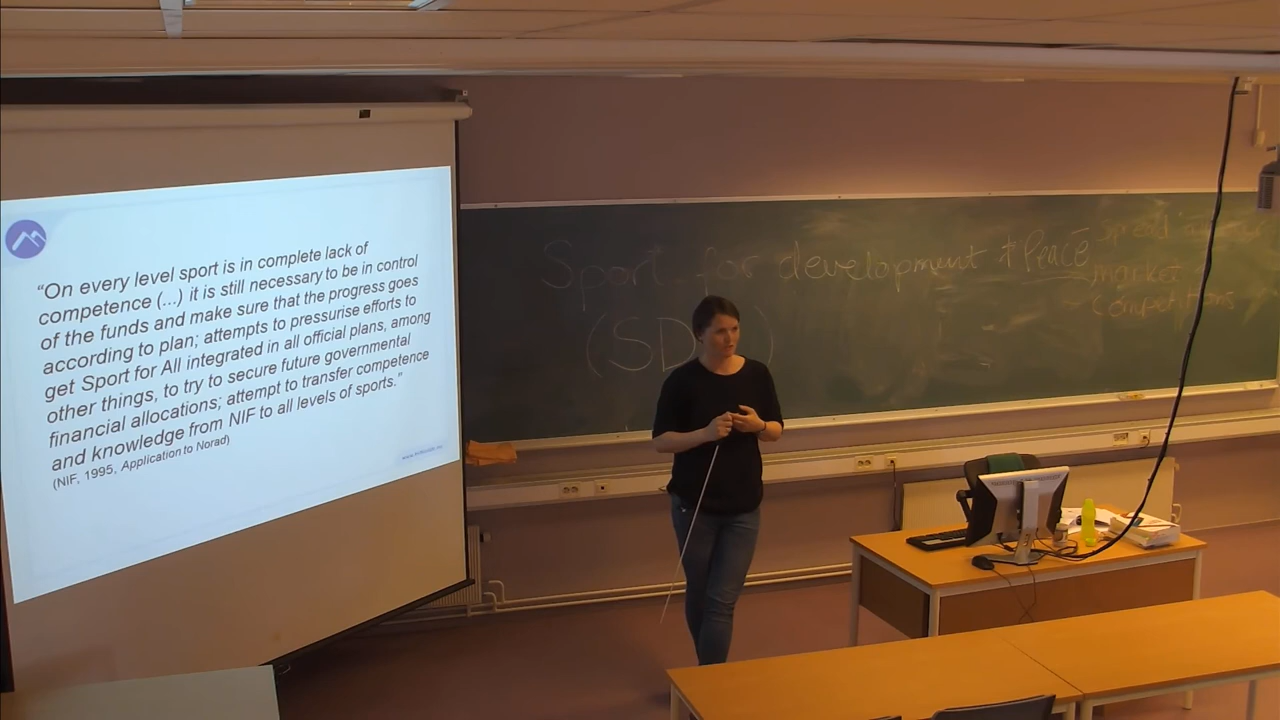 “On every level sport is in complete lack of
competence (...) it is still necessary to be in control
of the funds and make sure that the progress goes
according to plan; attempts to pressurise efforts to
get Sport for All integrated in all official plans, among
other things, to try to secure future governmental
financial allocations; attempt to transfer competence
and knowledge from NIF to all levels of sports.”
(NIF, 1995, Application to Norad)
Sport for development + Peace
(SD
market
competitions